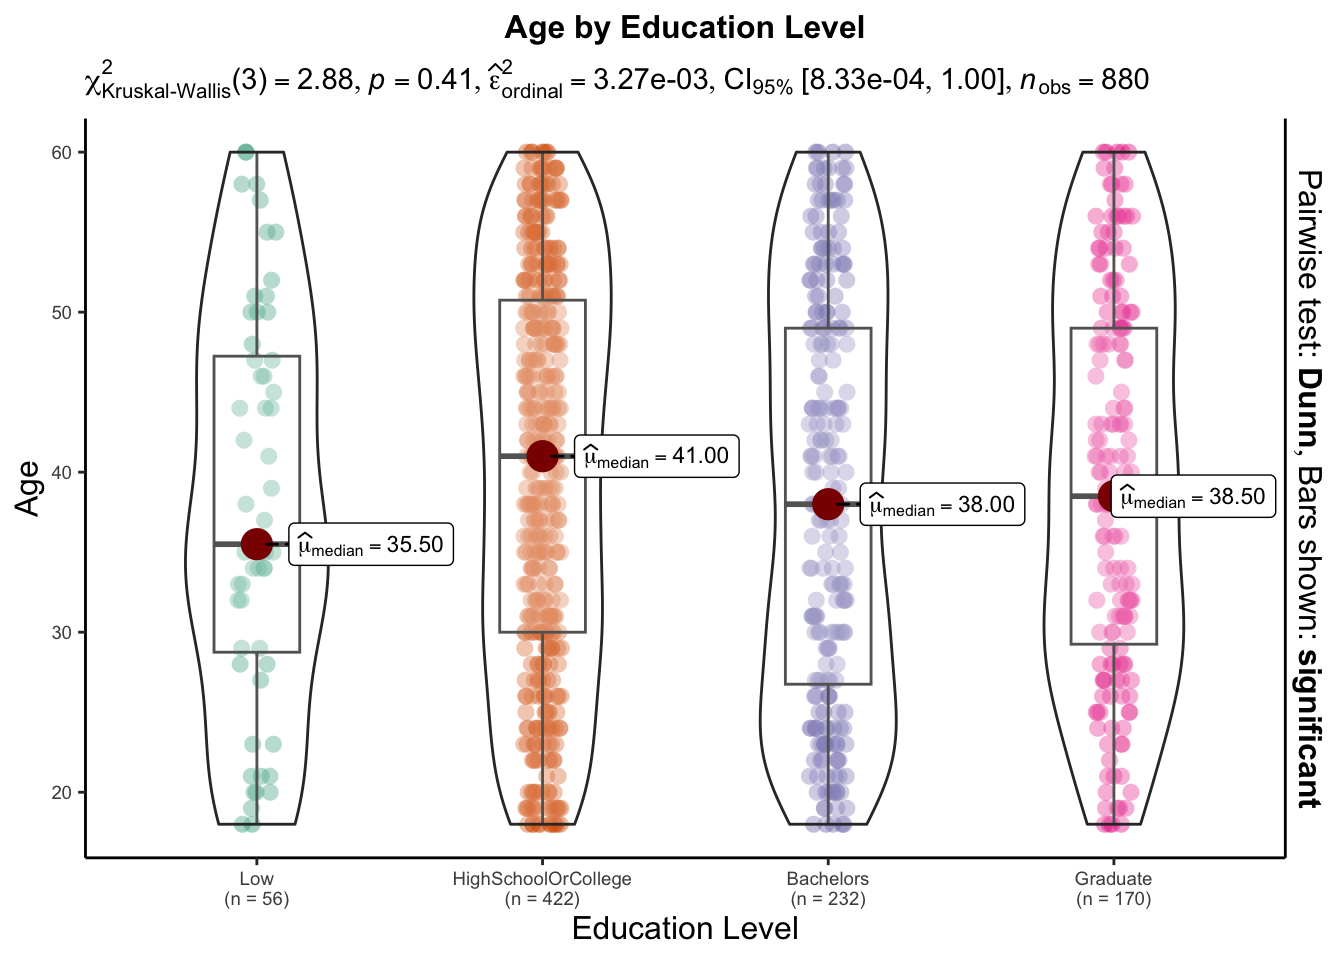 Age by Education Level
χ²Kruskal-Wallis(3) = 2.88, p = 0.41, ε̂²ordinal = 3.27e-03, CI95% [8.33e-04, 1.00], nobs = 880
Age
60
50
40
30
20
μ̂median = 35.50
μ̂median = 41.00
μ̂median = 38.00
μ̂median = 38.50
Pairwise test: Dunn, Bars shown: significant
Low
(n = 56)
HighSchoolOrCollege
(n = 422)
Bachelors
(n = 232)
Graduate
(n = 170)
Education Level